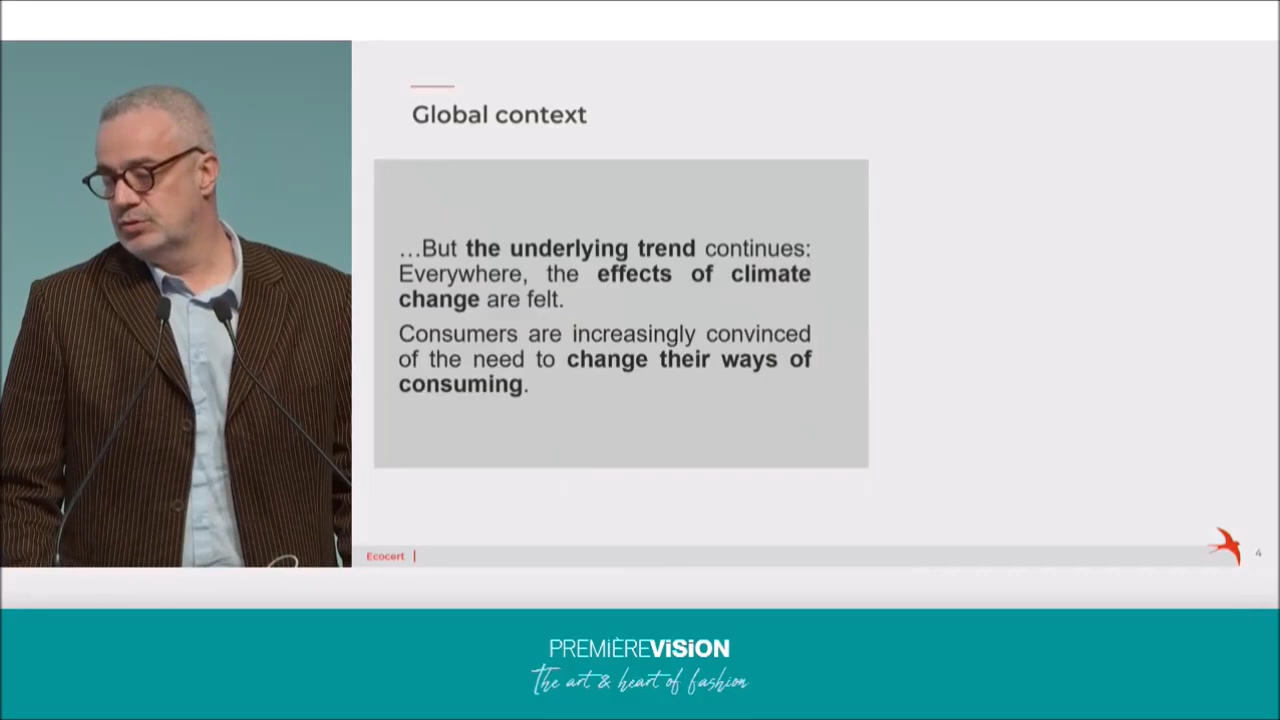 Global context
…But the underlying trend continues:
Everywhere, the effects of climate
change are felt.
Consumers are increasingly convinced
of the need to change their ways of
consuming.
Ecocert |
4
PREMIÈREViSiON
The art & heart of fashion